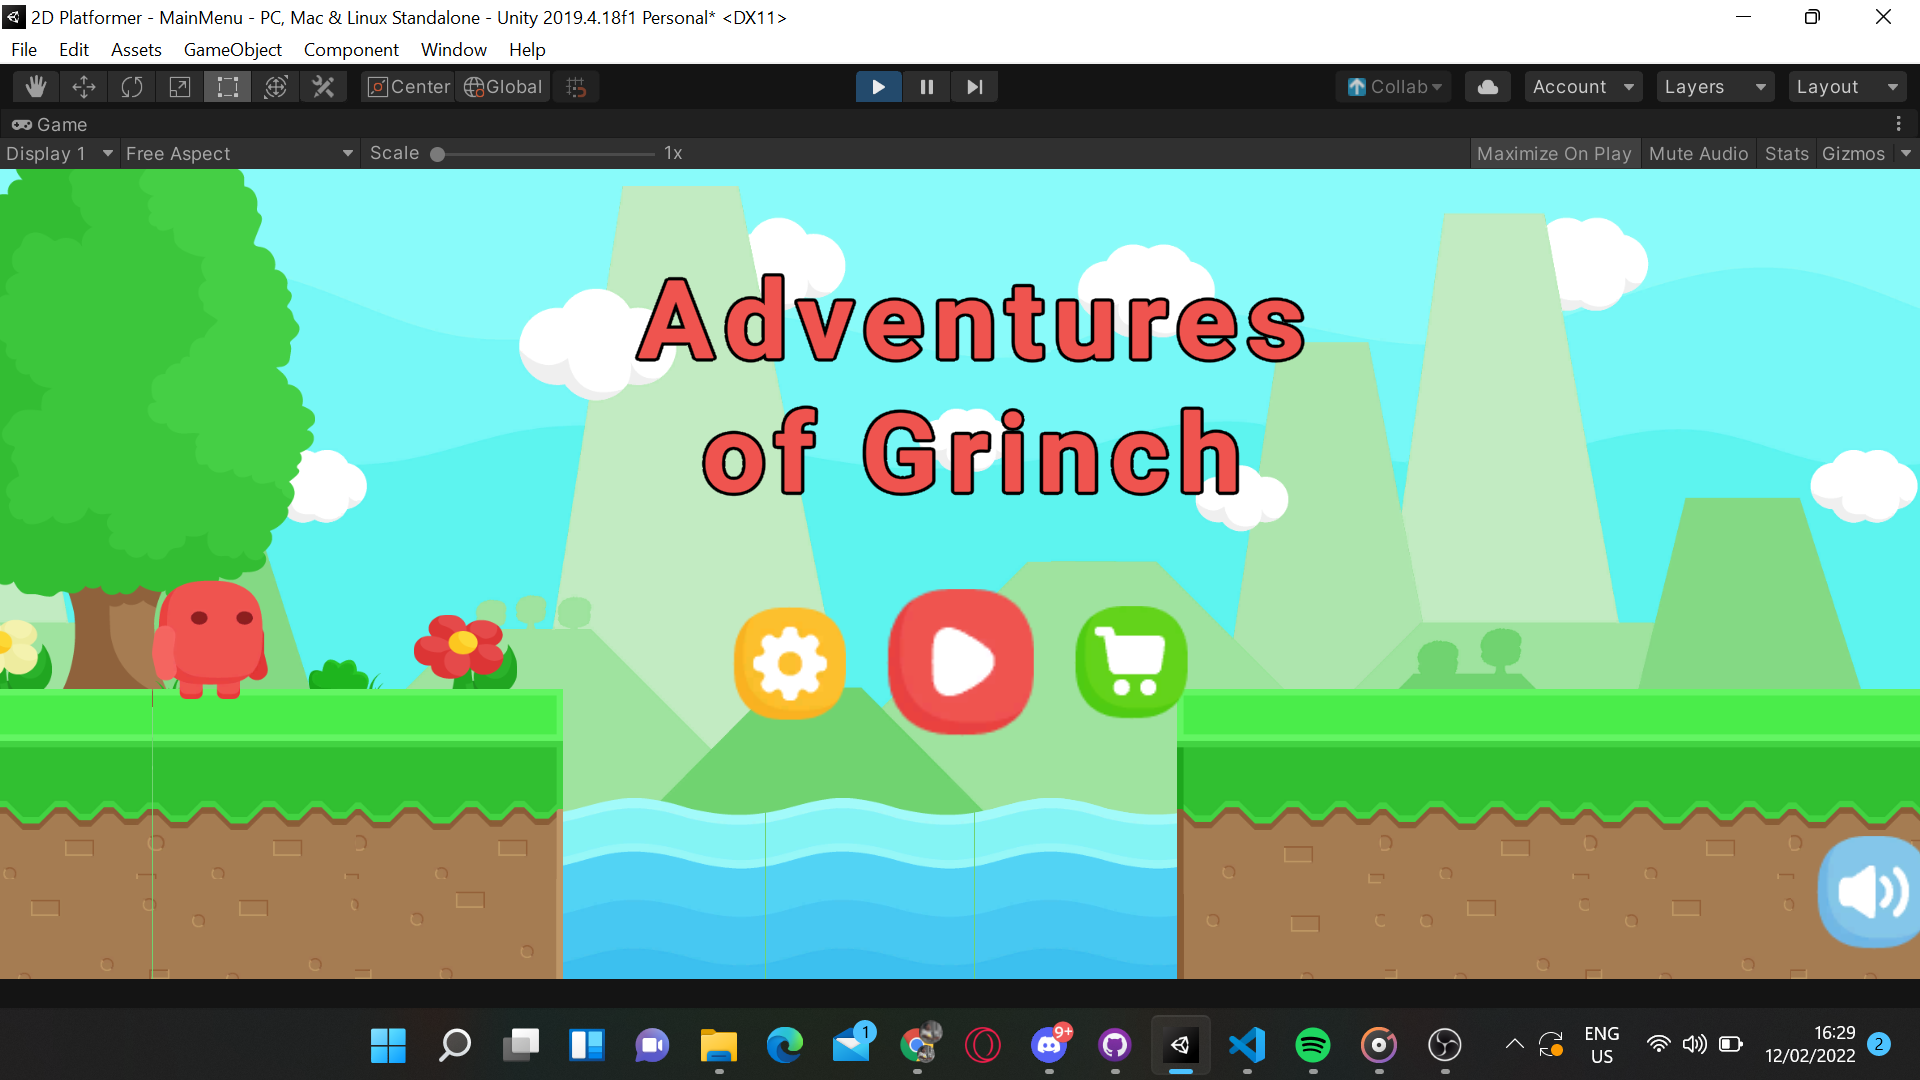 2D Platformer - MainMenu - PC, Mac & Linux Standalone - Unity 2019.4.18f1 Personal* <DX11>
File Edit Assets GameObject Component Window Help
Center Global Collab Account Layers Layout
Game
Display 1 Free Aspect Scale 1x Maximize On Play Mute Audio Stats Gizmos
Adventures
of Grinch
1
9+
ENG
US
16:29
12/02/2022
2